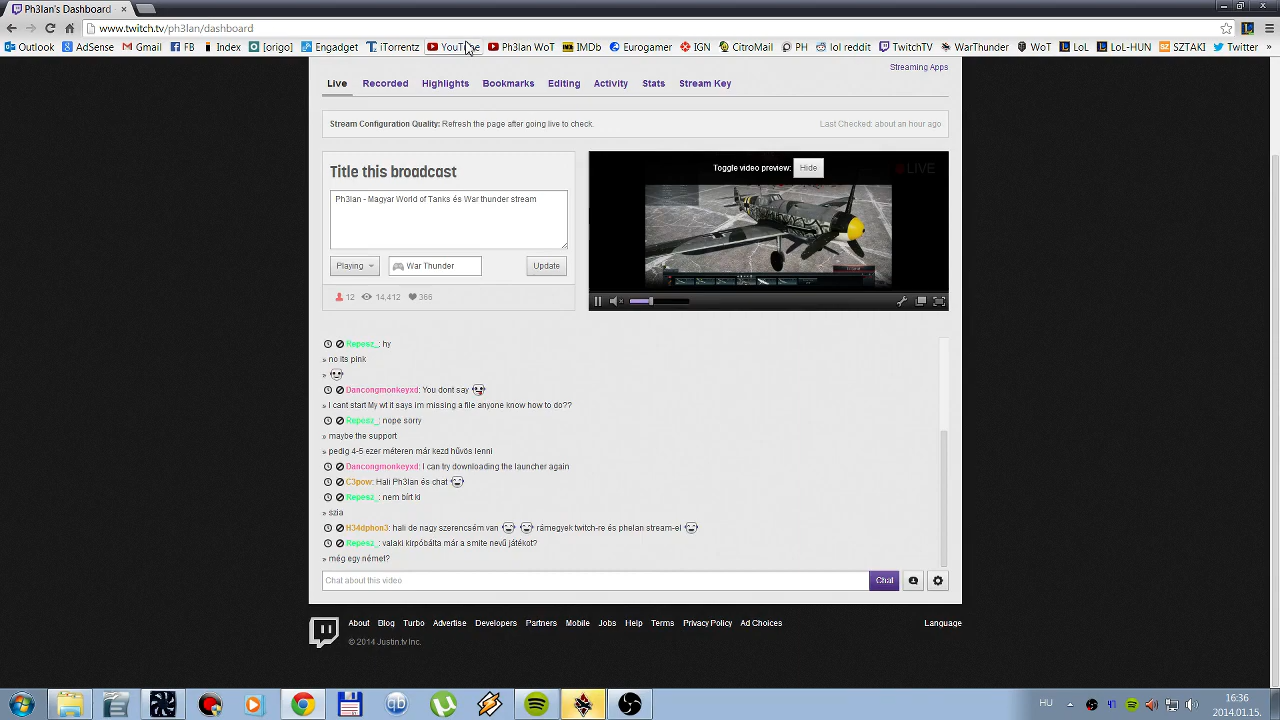 Ph3lan's Dashboard
www.twitch.tv/ph3lan/dashboard
Outlook AdSense Gmail FB Index [origo] Engadget iTorrentz YouTube Ph3lan WoT IMDb Eurogamer IGN CitroMail PH lol reddit TwitchTV WarThunder WoT LoL LoL-HUN SZTAKI Twitter
Streaming Apps
Live Recorded Highlights Bookmarks Editing Activity Stats Stream Key
Stream Configuration Quality: Refresh the page after going live to check. Last Checked: about an hour ago
Title this broadcast
Ph3lan - Magyar World of Tanks és War thunder stream
Playing War Thunder Update
12 14,412 366
Toggle video preview: Hide LIVE
Repesz_: hy
» no its pink
»
Dancongmonkeyxd: You dont say
» I cant start My wt it says im missing a file anyone know how to do??
Repesz_: nope sorry
» maybe the support
» pedig 4-5 ezer méteren már kezd hűvös lenni
Dancongmonkeyxd: I can try downloading the launcher again
C3pow: Hali Ph3lan és chat
Repesz_: nem bírt ki
» szia
H34dphon3: hali de nagy szerencsém van rámegyek twitch-re és phelan stream-el
Repesz_: valaki kirpóbálta már a smite nevű játékot?
» még egy német?
Chat about this video Chat
About Blog Turbo Advertise Developers Partners Mobile Jobs Help Terms Privacy Policy Ad Choices Language
© 2014 Justin.tv Inc.
qb
HU
16:36
2014.01.15.